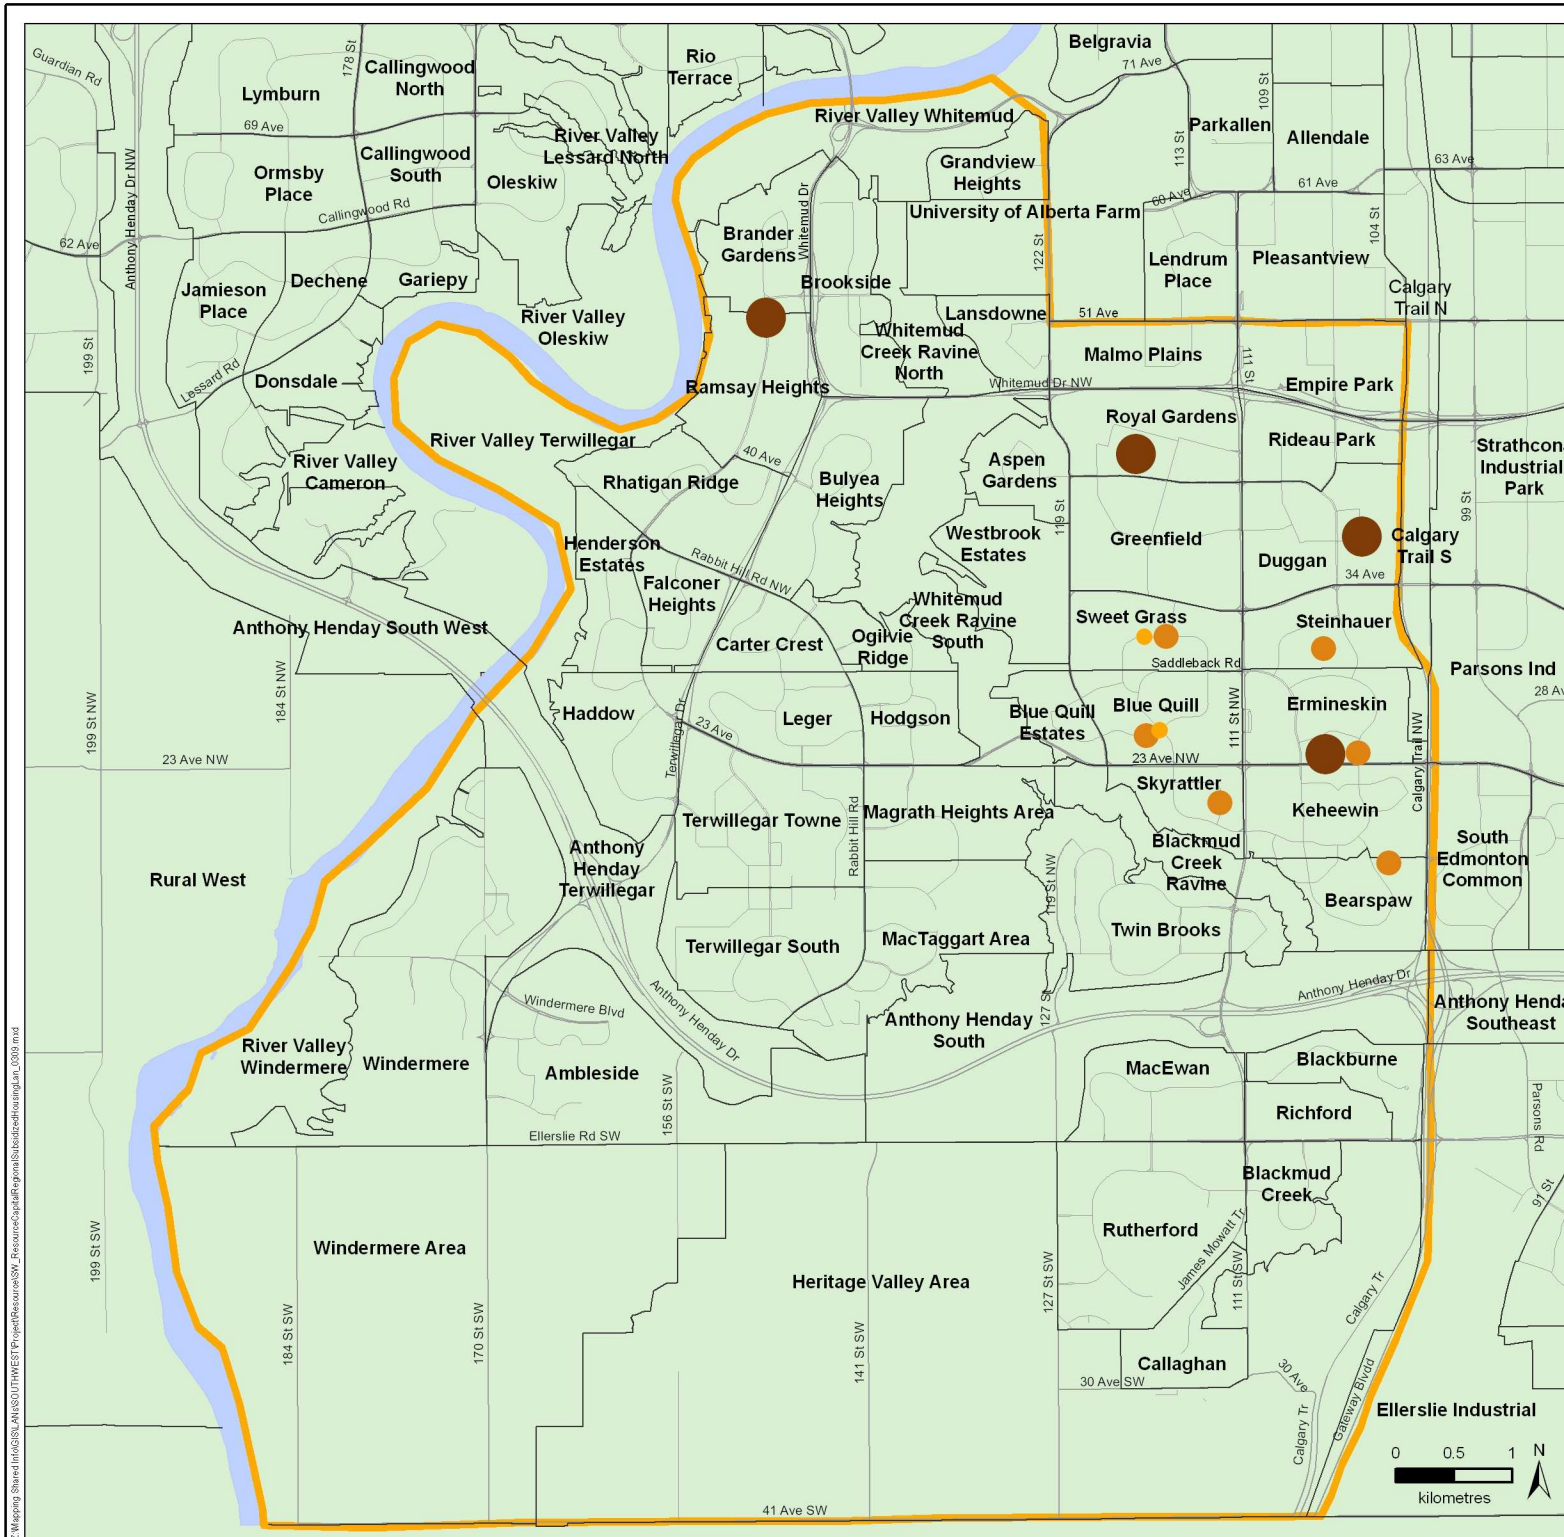 Guardian Rd
178 St
Callingwood
North
Rio
Terrace
Belgravia
71 Ave
Lymburn
109 St
69 Ave
River Valley Whitemud
Parkallen
Allendale
River Valley
Lessard North
Callingwood
South
Ormsby
Place
Oleskiw
Grandview
Heights
113 St
63 Ave
61 Ave
60 Ave
Callingwood Rd
University of Alberta Farm
62 Ave
Anthony Henday Dr NW
Brander
Gardens
Whitemud Dr
122 St
104 St
Lendrum
Place
Pleasantview
Jamieson
Place
Dechene
Gariepy
Brookside
Calgary
Trail N
River Valley
Oleskiw
Lansdowne
51 Ave
199 St
Whitemud
Creek Ravine
North
Malmo Plains
111 St
Lessard Rd
Donsdale
Ramsay Heights
Whitemud Dr NW
Empire Park
Royal Gardens
River Valley Terwillegar
Rideau Park
Strathcon
Industrial
Park
River Valley
Cameron
40 Ave
Rhatigan Ridge
Bulyea
Heights
Aspen
Gardens
99 St
119 St
Westbrook
Estates
Greenfield
Calgary
Trail S
Henderson
Estates
Duggan
Rabbit Hill Rd NW
34 Ave
Falconer
Heights
Whitemud
Creek Ravine
South
Sweet Grass
Steinhauer
Anthony Henday South West
Carter Crest
Ogilvie
Ridge
Saddleback Rd
Parsons Ind
184 St NW
199 St NW
28 Av
Haddow
Leger
Hodgson
Blue Quill
Estates
Blue Quill
Ermineskin
111 St NW
Terwillegar Dr
23 Ave
23 Ave NW
23 Ave NW
Calgary Trail NW
Skyrattler
Terwillegar Towne
Magrath Heights Area
Keheewin
Rabbit Hill Rd
Anthony
Henday
Terwillegar
Blackmud
Creek
Ravine
South
Edmonton
Common
Rural West
119 St NW
Bearspaw
Terwillegar South
MacTaggart Area
Twin Brooks
Anthony Henday Dr
Windermere Blvd
Anthony Henday Dr
127 St
Anthony Henda
Southeast
Anthony Henday
South
River Valley
Windermere
Windermere
Ambleside
MacEwan
Blackburne
Richford
156 St SW
Parsons Rd
Ellerslie Rd SW
Blackmud
Creek
91 St
Rutherford
James Mowatt Tr
Windermere Area
199 St SW
Heritage Valley Area
127 St SW
111 St SW
Calgary Tr
184 St SW
170 St SW
141 St SW
Callaghan
30 Ave SW
30 Ave
Gateway Blvdd
Calgary Tr
Ellerslie Industrial
0 0.5 1
kilometres
N
41 Ave SW